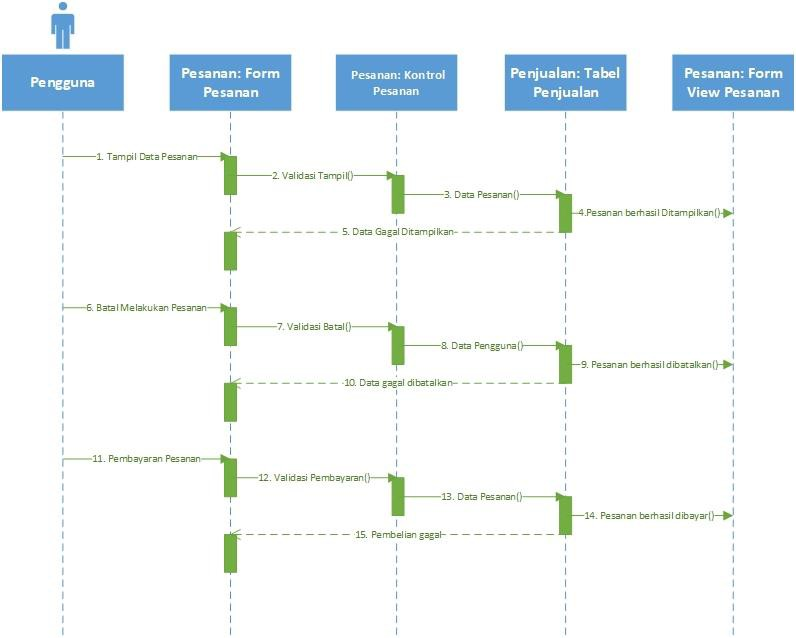 Pengguna
Pesanan: Form
Pesanan
Pesanan: Kontrol
Pesanan
Penjualan: Tabel
Penjualan
Pesanan: Form
View Pesanan
1. Tampil Data Pesanan
2. Validasi Tampil()
3. Data Pesanan()
4.Pesanan berhasil Ditampilkan()
5. Data Gagal Ditampilkan
6. Batal Melakukan Pesanan
7. Validasi Batal()
8. Data Pengguna()
9. Pesanan berhasil dibatalkan()
10. Data gagal dibatalkan
11. Pembayaran Pesanan
12. Validasi Pembayaran()
13. Data Pesanan()
14. Pesanan berhasil dibayar()
15. Pembelian gagal